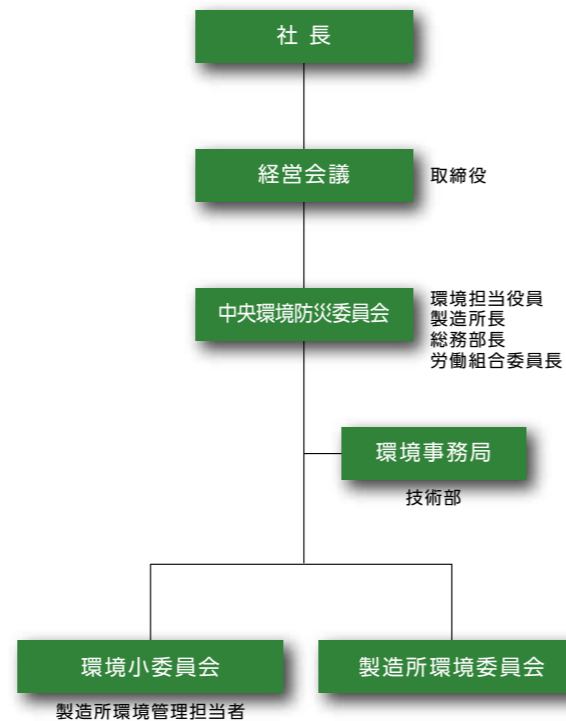 社 長
経営会議
取締役
中央環境防災委員会
環境担当役員
製造所長
総務部長
労働組合委員長
環境事務局
技術部
環境小委員会
製造所環境委員会
製造所環境管理担当者